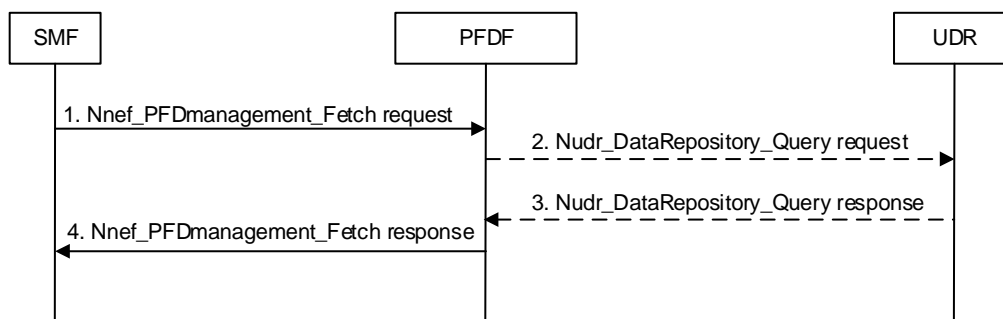 SMF
PFDF
UDR
1. Nnef_PFDmanagement_Fetch request
2. Nudr_DataRepository_Query request
3. Nudr_DataRepository_Query response
4. Nnef_PFDmanagement_Fetch response